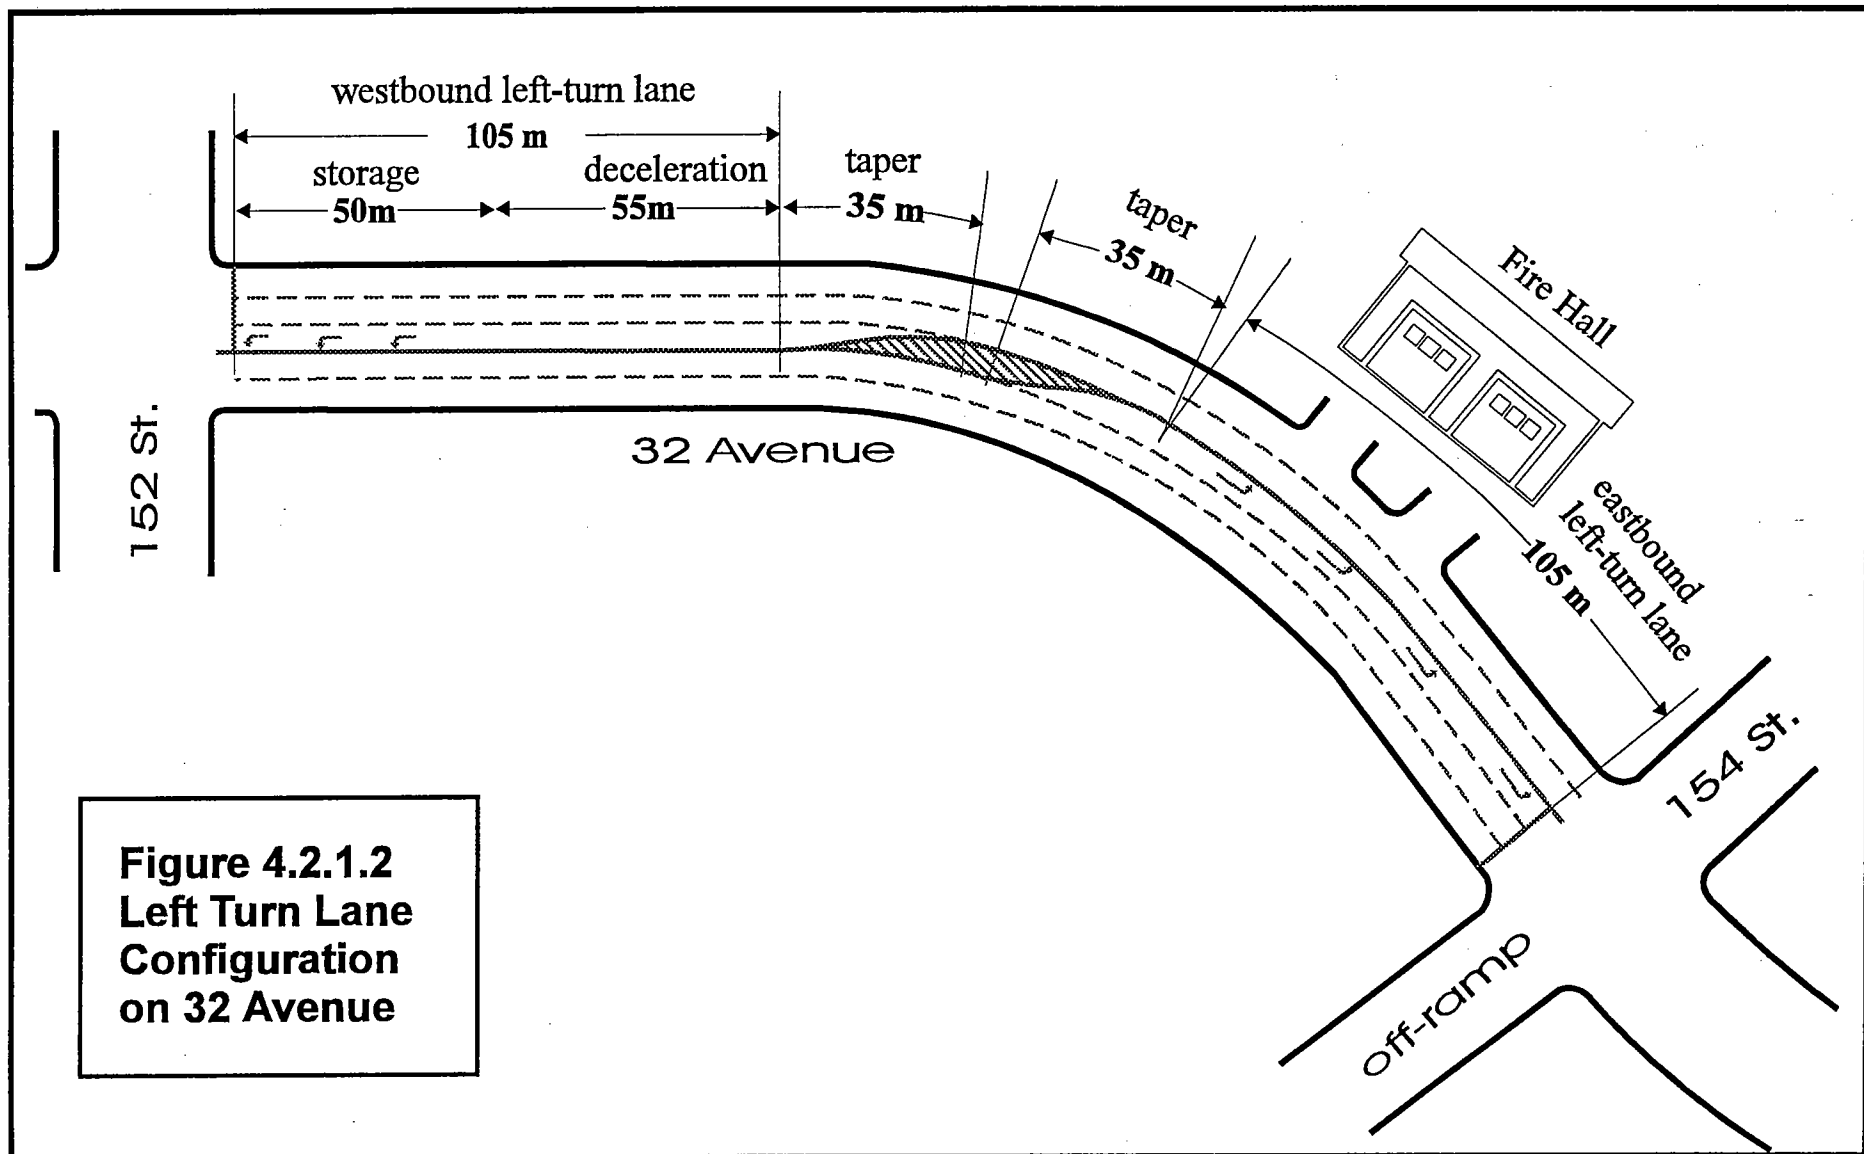 westbound left-turn lane
105 m
storage
50m
deceleration
55m
taper
35 m
taper
35 m
Fire Hall
eastbound
left-turn lane
105 m
32 Avenue
152 St.
154 St.
off-ramp
Figure 4.2.1.2
Left Turn Lane
Configuration
on 32 Avenue